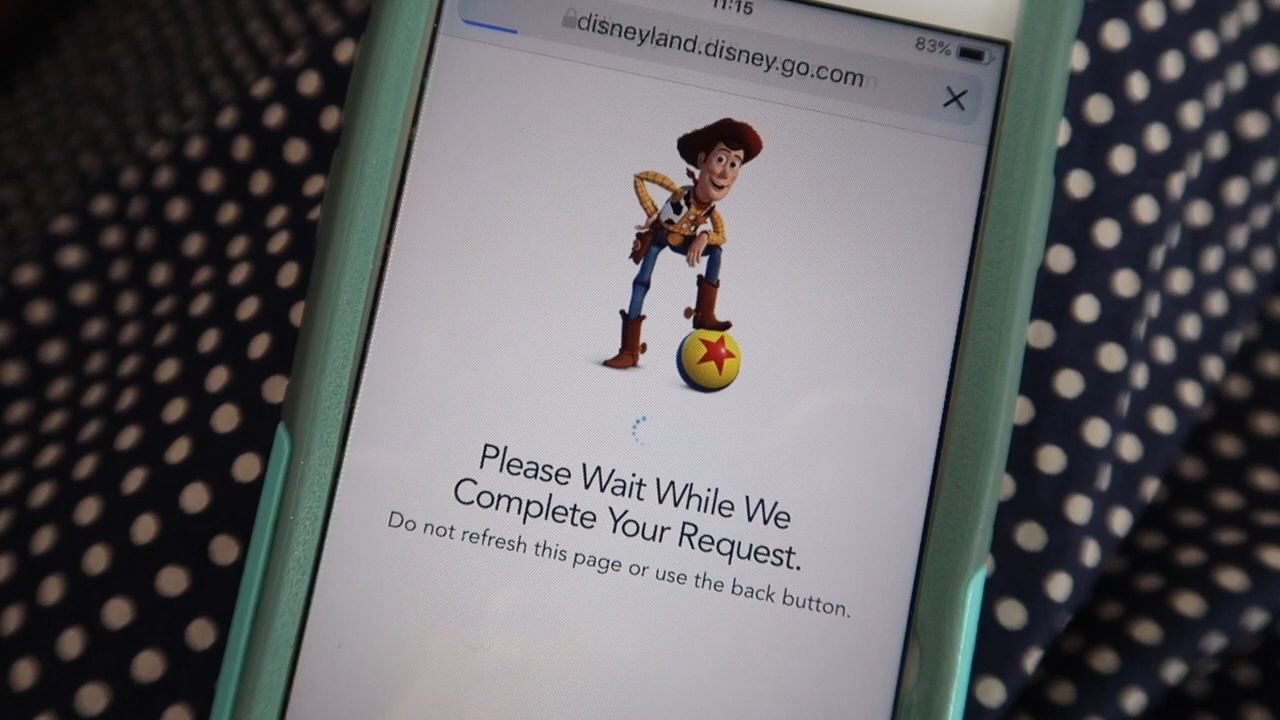 11:15
83%
disneyland.disney.go.com
Please Wait While We
Complete Your Request.
Do not refresh this page or use the back button.